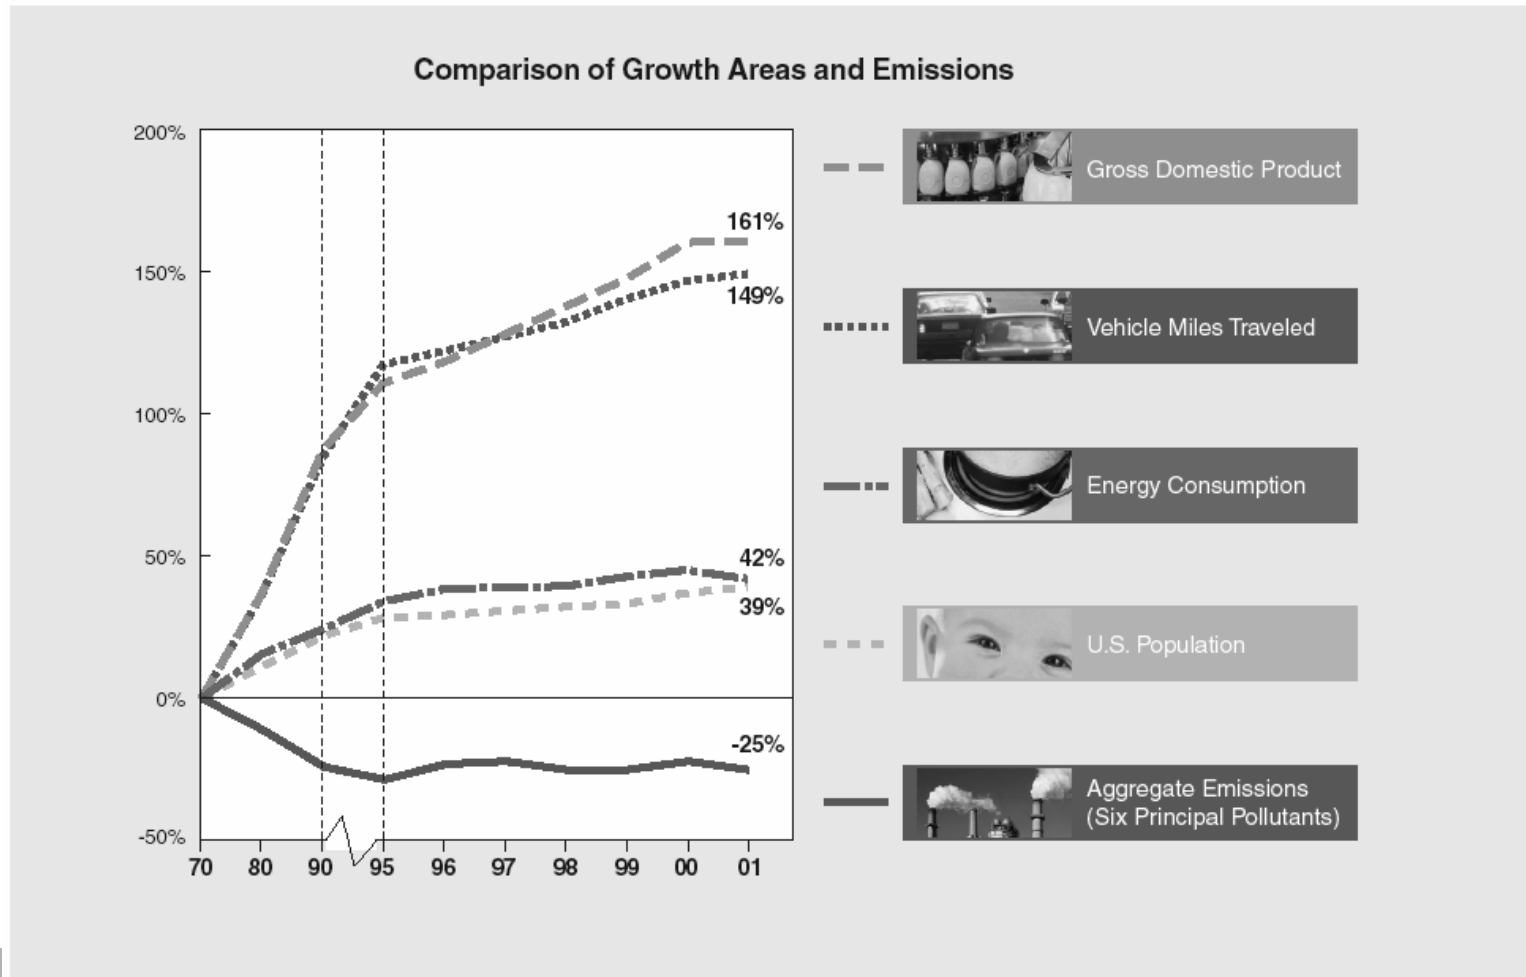 Comparison of Growth Areas and Emissions
200%
150%
100%
50%
0%
-50%
161%
149%
42%
39%
-25%
70 80 90 95 96 97 98 99 00 01
Gross Domestic Product
Vehicle Miles Traveled
Energy Consumption
U.S. Population
Aggregate Emissions
(Six Principal Pollutants)